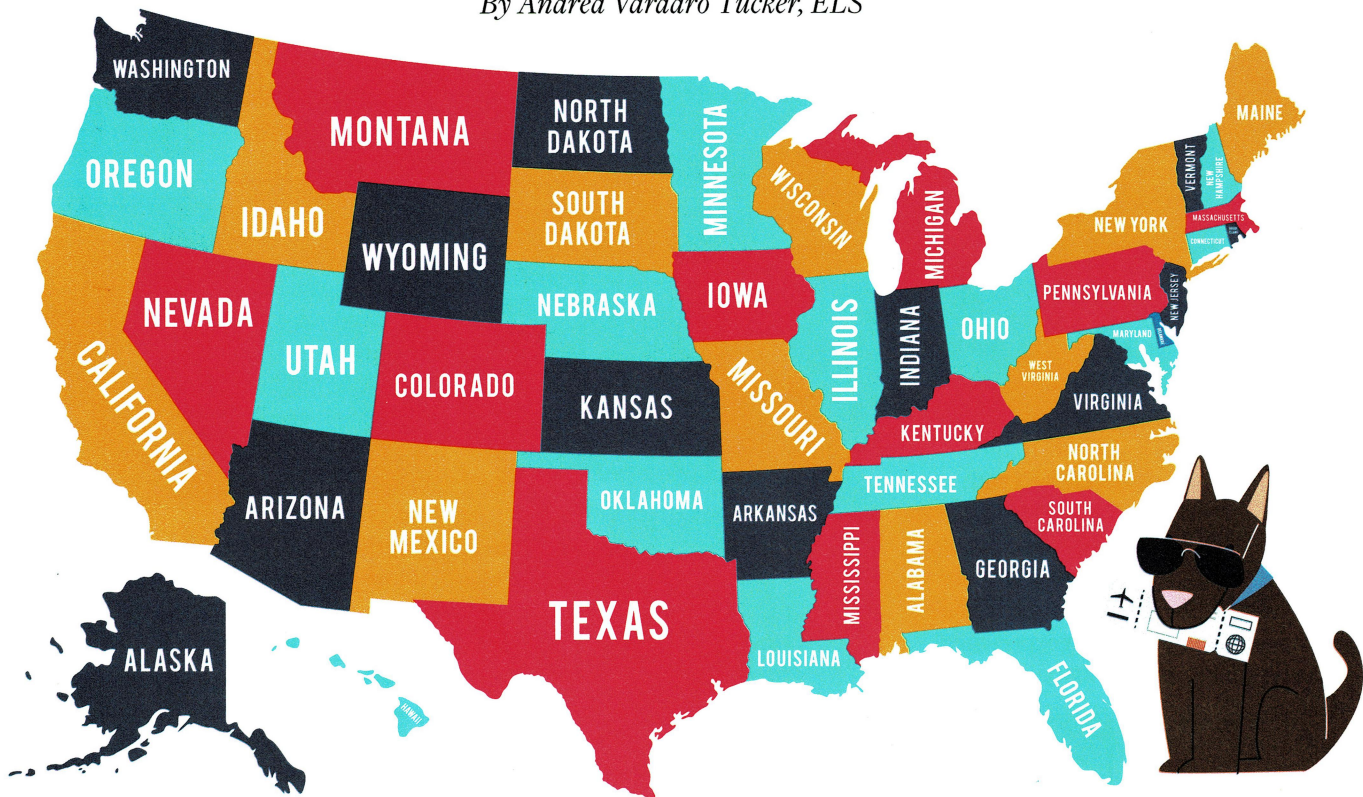 By Andrea Vardaro Tucker, ELS
WASHINGTON
MONTANA
NORTH
DAKOTA
MINNESOTA
MAINE
OREGON
IDAHO
WYOMING
SOUTH
DAKOTA
WISCONSIN
MICHIGAN
VERMONT
NEW
HAMPSHIRE
NEW YORK
MASSACHUSETTS
CONNECTICUT
NEVADA
UTAH
NEBRASKA
IOWA
ILLINOIS
INDIANA
OHIO
PENNSYLVANIA
NEW JERSEY
MARYLAND
CALIFORNIA
COLORADO
KANSAS
MISSOURI
WEST
VIRGINIA
VIRGINIA
KENTUCKY
ARIZONA
NEW
MEXICO
OKLAHOMA
ARKANSAS
TENNESSEE
NORTH
CAROLINA
SOUTH
CAROLINA
TEXAS
MISSISSIPPI
ALABAMA
GEORGIA
LOUISIANA
FLORIDA
ALASKA
HAWAII